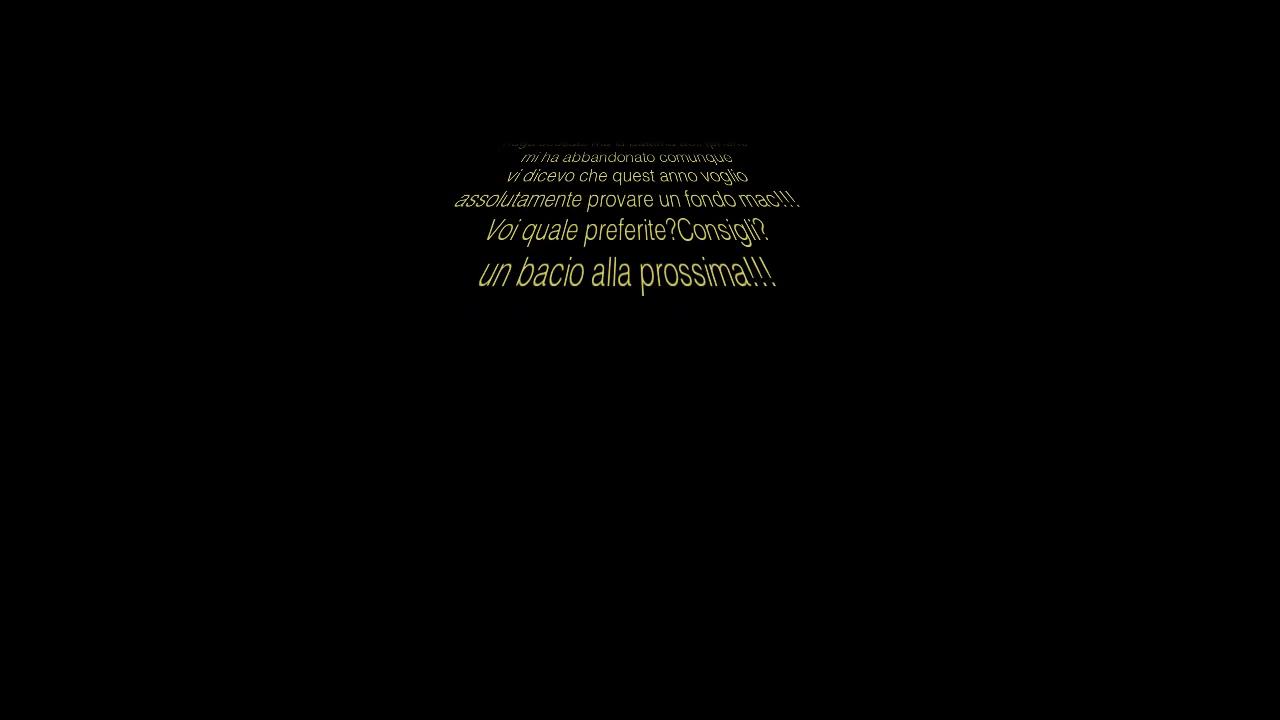 mi ha abbandonato comunque
vi dicevo che quest anno voglio
assolutamente provare un fondo mac!!!.
Voi quale preferite?Consigli?
un bacio alla prossima!!!